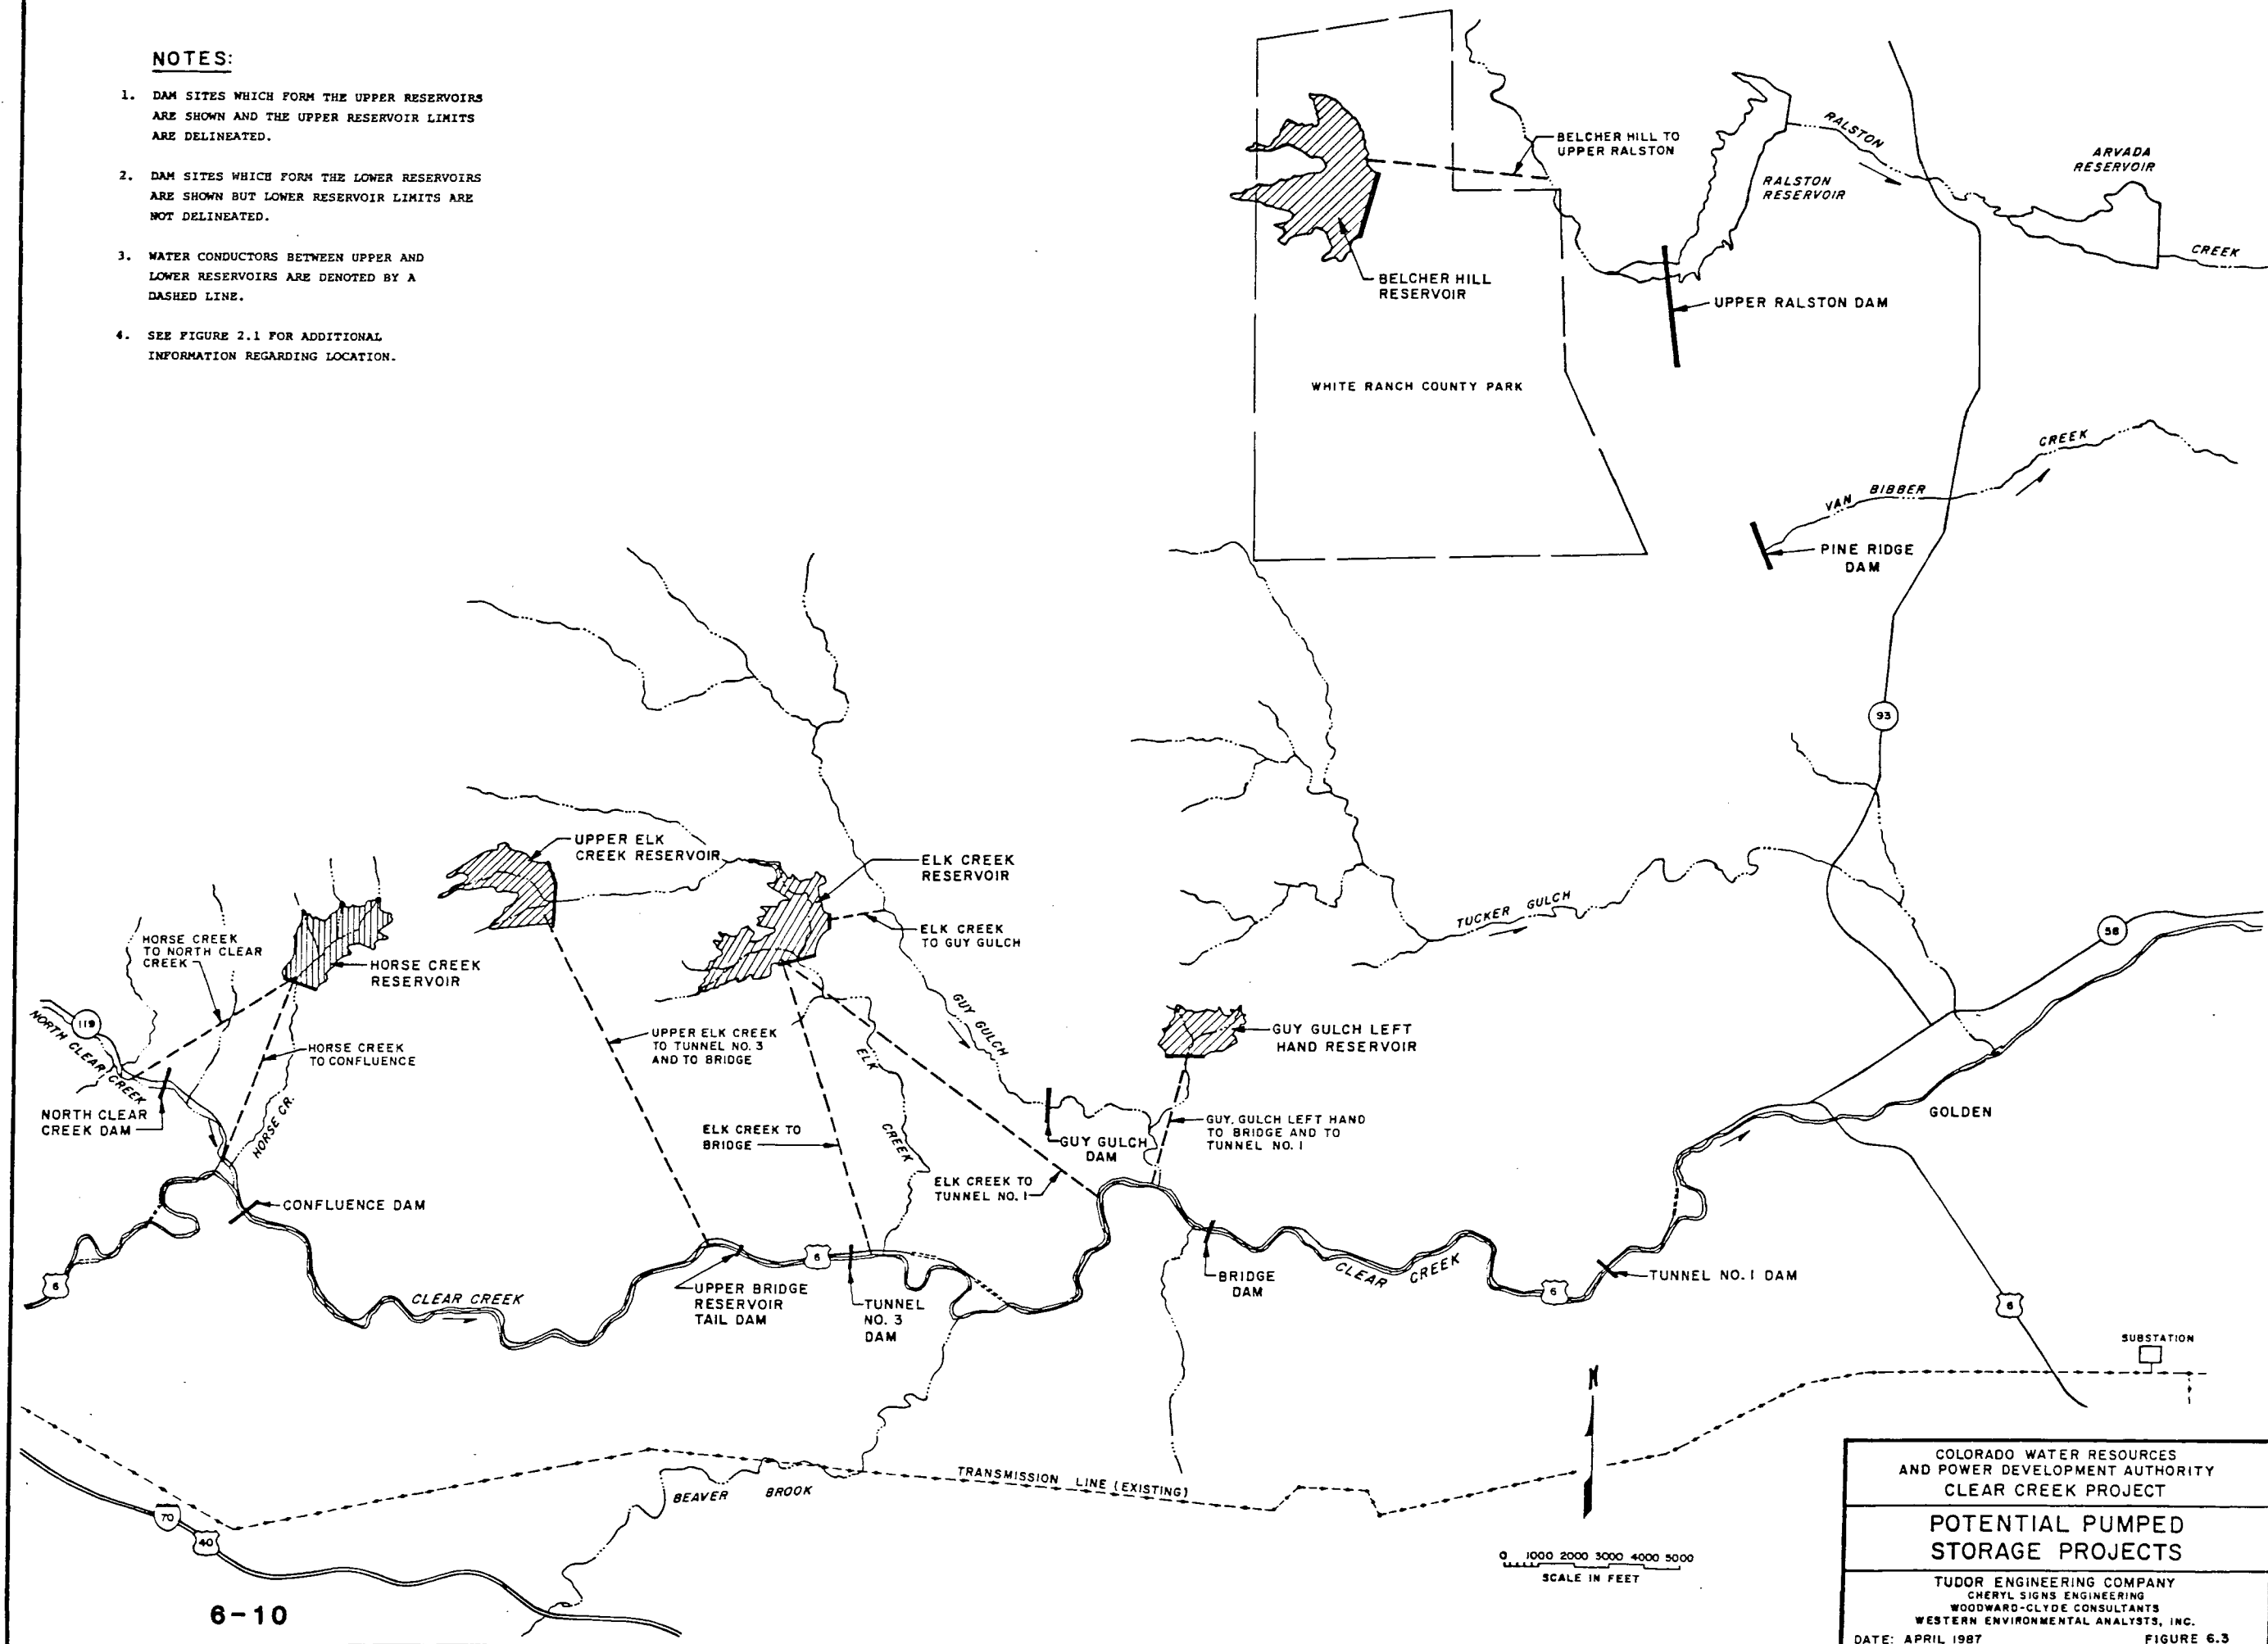 NOTES:
1. DAM SITES WHICH FORM THE UPPER RESERVOIRS
ARE SHOWN AND THE UPPER RESERVOIR LIMITS
ARE DELINEATED.
2. DAM SITES WHICH FORM THE LOWER RESERVOIRS
ARE SHOWN BUT LOWER RESERVOIR LIMITS ARE
NOT DELINEATED.
3. WATER CONDUCTORS BETWEEN UPPER AND
LOWER RESERVOIRS ARE DENOTED BY A
DASHED LINE.
4. SEE FIGURE 2.1 FOR ADDITIONAL
INFORMATION REGARDING LOCATION.
BELCHER HILL TO
UPPER RALSTON
RALSTON
CREEK
ARVADA
RESERVOIR
RALSTON
RESERVOIR
BELCHER HILL
RESERVOIR
UPPER RALSTON DAM
WHITE RANCH COUNTY PARK
VAN BIBBER
CREEK
PINE RIDGE
DAM
93
UPPER ELK
CREEK RESERVOIR
ELK CREEK
RESERVOIR
ELK CREEK
TO GUY GULCH
TUCKER GULCH
58
HORSE CREEK
TO NORTH CLEAR
CREEK
HORSE CREEK
RESERVOIR
119
NORTH CLEAR CREEK
HORSE CREEK
TO CONFLUENCE
HORSE CR.
NORTH CLEAR
CREEK DAM
UPPER ELK CREEK
TO TUNNEL NO. 3
AND TO BRIDGE
GUY GULCH
ELK
CREEK
GUY GULCH LEFT
HAND RESERVOIR
ELK CREEK TO
BRIDGE
GUY GULCH
DAM
GUY, GULCH LEFT HAND
TO BRIDGE AND TO
TUNNEL NO. 1
GOLDEN
ELK CREEK TO
TUNNEL NO. 1
CONFLUENCE DAM
6
CLEAR CREEK
UPPER BRIDGE
RESERVOIR
TAIL DAM
6
TUNNEL
NO. 3
DAM
BRIDGE
DAM
CLEAR CREEK
6
TUNNEL NO. 1 DAM
6
SUBSTATION
TRANSMISSION LINE (EXISTING)
BEAVER BROOK
70
40
N
0 1000 2000 3000 4000 5000
SCALE IN FEET
6-10
COLORADO WATER RESOURCES
AND POWER DEVELOPMENT AUTHORITY
CLEAR CREEK PROJECT
POTENTIAL PUMPED
STORAGE PROJECTS
TUDOR ENGINEERING COMPANY
CHERYL SIGNS ENGINEERING
WOODWARD-CLYDE CONSULTANTS
WESTERN ENVIRONMENTAL ANALYSTS, INC.
DATE: APRIL 1987 FIGURE 6.3